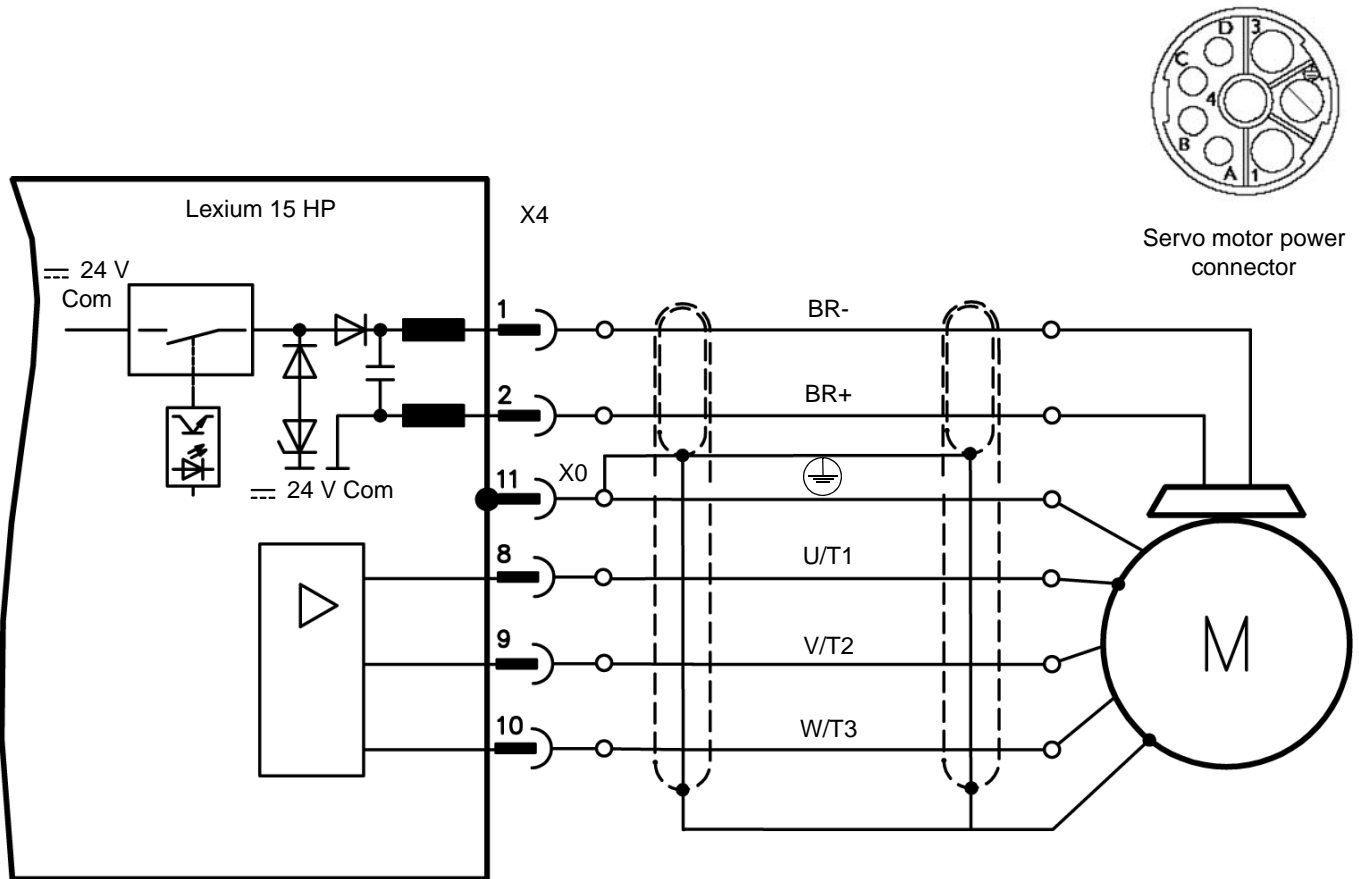 D 3
C
4
B
A 1
Servo motor power
connector
Lexium 15 HP
X4
24 V
Com
1
BR-
2
BR+
11
X0
24 V Com
8
U/T1
9
V/T2
10
W/T3
M